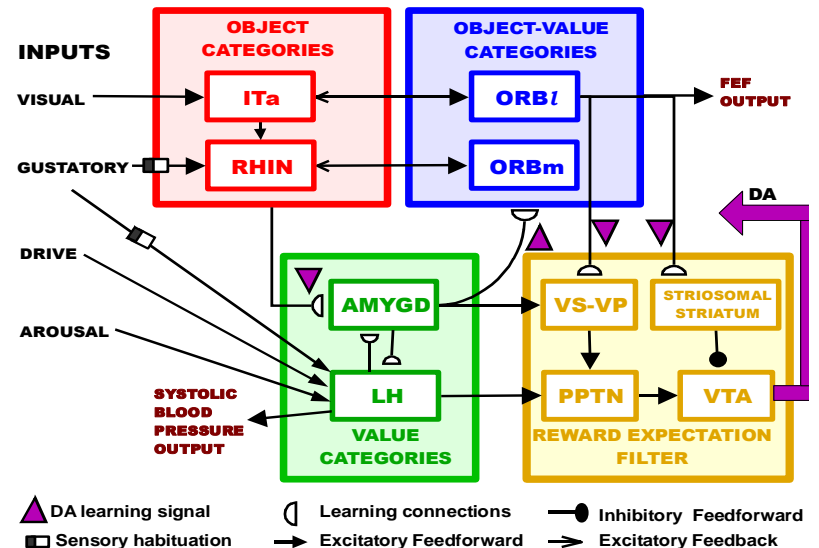 OBJECT
CATEGORIES
OBJECT-VALUE
CATEGORIES
INPUTS
VISUAL
ITa
ORBl
FEF
OUTPUT
GUSTATORY
RHIN
ORBm
DA
DRIVE
AMYGD
VS-VP
STRIOSOMAL
STRIATUM
AROUSAL
LH
PPTN
VTA
SYSTOLIC
BLOOD
PRESSURE
OUTPUT
VALUE
CATEGORIES
REWARD EXPECTATION
FILTER
DA learning signal
Learning connections
Inhibitory Feedforward
Sensory habituation
Excitatory Feedforward
Excitatory Feedback